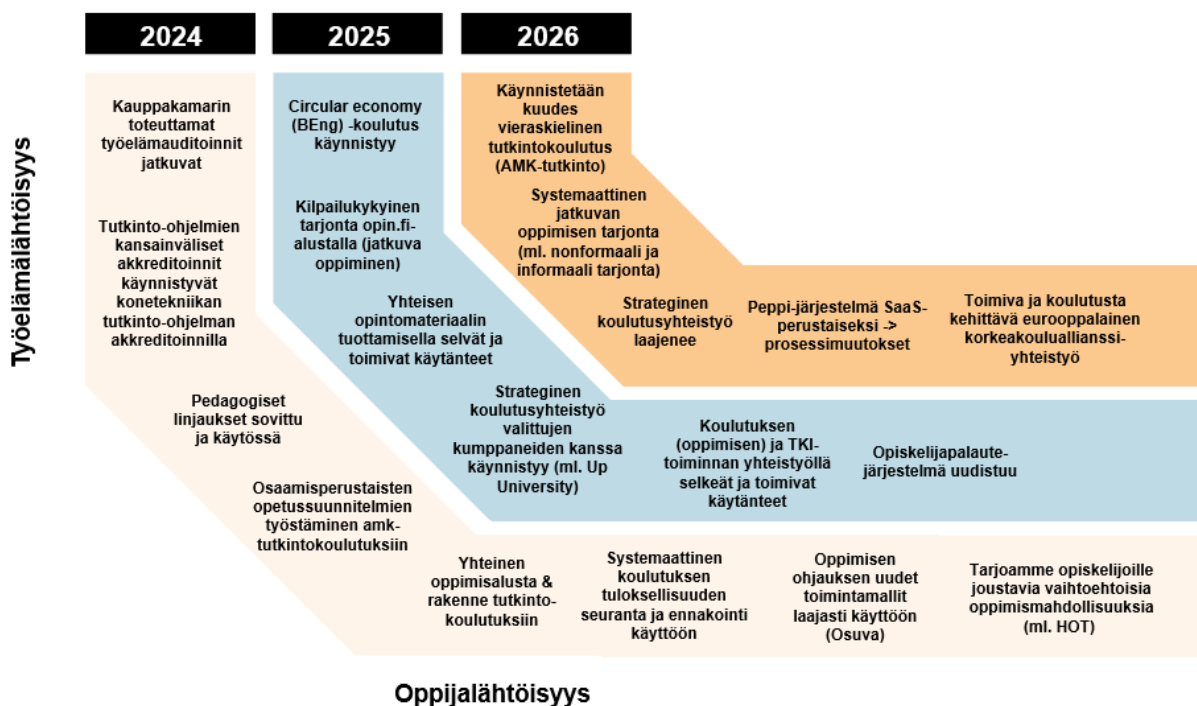 2024
2025
2026
Työelämälähtöisyys
Kauppakamarin
toteuttamat
työelämäauditoinnit
jatkuvat
Tutkinto-ohjelmien
kansainväliset
akkreditoinnit
käynnistyvät
konetekniikan
tutkinto-ohjelman
akkreditoinnilla
Pedagogiset
linjaukset sovittu
ja käytössä
Osaamisperustaisten
opetussuunnitelmien
työstäminen amk-
tutkintokoulutuksiin
Yhteinen
oppimisalusta &
rakenne tutkinto-
koulutuksiin
Systemaattinen
koulutuksen
tuloksellisuuden
seuranta ja ennakointi
käyttöön
Oppimisen
ohjauksen uudet
toimintamallit
laajasti käyttöön
(Osuva)
Tarjoamme opiskelijoille
joustavia vaihtoehtoisia
oppimismahdollisuuksia
(ml. HOT)
Circular economy
(BEng) -koulutus
käynnistyy
Kilpailukykyinen
tarjonta opin.fi-
alustalla (jatkuva
oppiminen)
Yhteisen
opintomateriaalin
tuottamisella selvät ja
toimivat käytänteet
Strateginen
koulutusyhteistyö
valittujen
kumppaneiden kanssa
käynnistyy (ml. Up
University)
Koulutuksen
(oppimisen) ja TKI-
toiminnan yhteistyöllä
selkeät ja toimivat
käytänteet
Opiskelijapalaute-
järjestelmä uudistuu
Käynnistetään
kuudes
vieraskielinen
tutkintokoulutus
(AMK-tutkinto)
Systemaattinen
jatkuvan
oppimisen tarjonta
(ml. nonformaali ja
informaali tarjonta)
Strateginen
koulutusyhteistyö
laajenee
Peppi-järjestelmä SaaS-
perustaiseksi ->
prosessimuutokset
Toimiva ja koulutusta
kehittävä eurooppalainen
korkeakouluallianssi-
yhteistyö
Oppijalähtöisyys